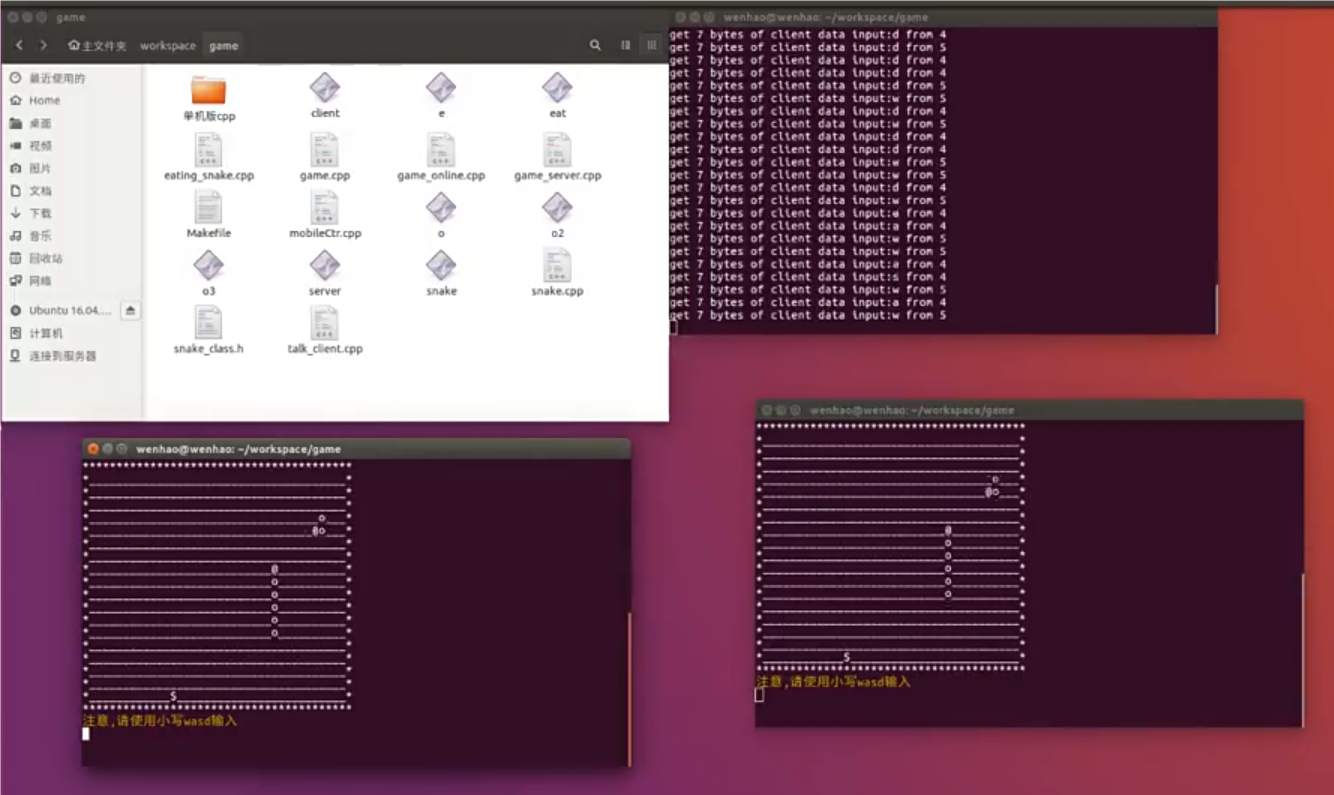 game
主文件夹 workspace game
最近使用的
Home
桌面
视频
图片
文档
下载
音乐
回收站
网络
Ubuntu 16.04....
计算机
连接到服务器
单机版cpp client e eat
eating_snake.cpp game.cpp game_online.cpp game_server.cpp
Makefile mobileCtr.cpp o o2
o3 server snake snake.cpp
snake_class.h talk_client.cpp
wenhao@wenhao: ~/workspace/game
get 7 bytes of client data input:d from 4
get 7 bytes of client data input:d from 5
get 7 bytes of client data input:d from 4
get 7 bytes of client data input:d from 4
get 7 bytes of client data input:d from 5
get 7 bytes of client data input:w from 5
get 7 bytes of client data input:d from 4
get 7 bytes of client data input:w from 5
get 7 bytes of client data input:d from 4
get 7 bytes of client data input:d from 4
get 7 bytes of client data input:w from 5
get 7 bytes of client data input:w from 5
get 7 bytes of client data input:d from 4
get 7 bytes of client data input:w from 5
get 7 bytes of client data input:w from 4
get 7 bytes of client data input:a from 4
get 7 bytes of client data input:w from 5
get 7 bytes of client data input:w from 5
get 7 bytes of client data input:a from 4
get 7 bytes of client data input:s from 4
get 7 bytes of client data input:w from 5
get 7 bytes of client data input:a from 4
get 7 bytes of client data input:w from 5
wenhao@wenhao: ~/workspace/game
o
@o
@
o
o
o
o
o
S
注意,请使用小写wasd输入
wenhao@wenhao: ~/workspace/game
o
@o
@
o
o
o
o
o
S
注意,请使用小写wasd输入